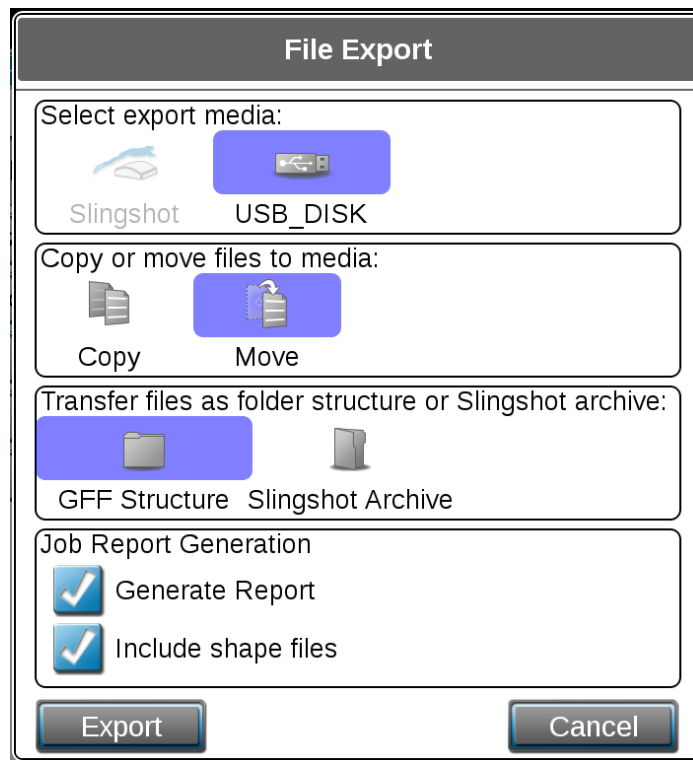 File Export
Select export media:
Slingshot USB_DISK
Copy or move files to media:
Copy Move
Transfer files as folder structure or Slingshot archive:
GFF Structure Slingshot Archive
Job Report Generation
Generate Report
Include shape files
Export Cancel